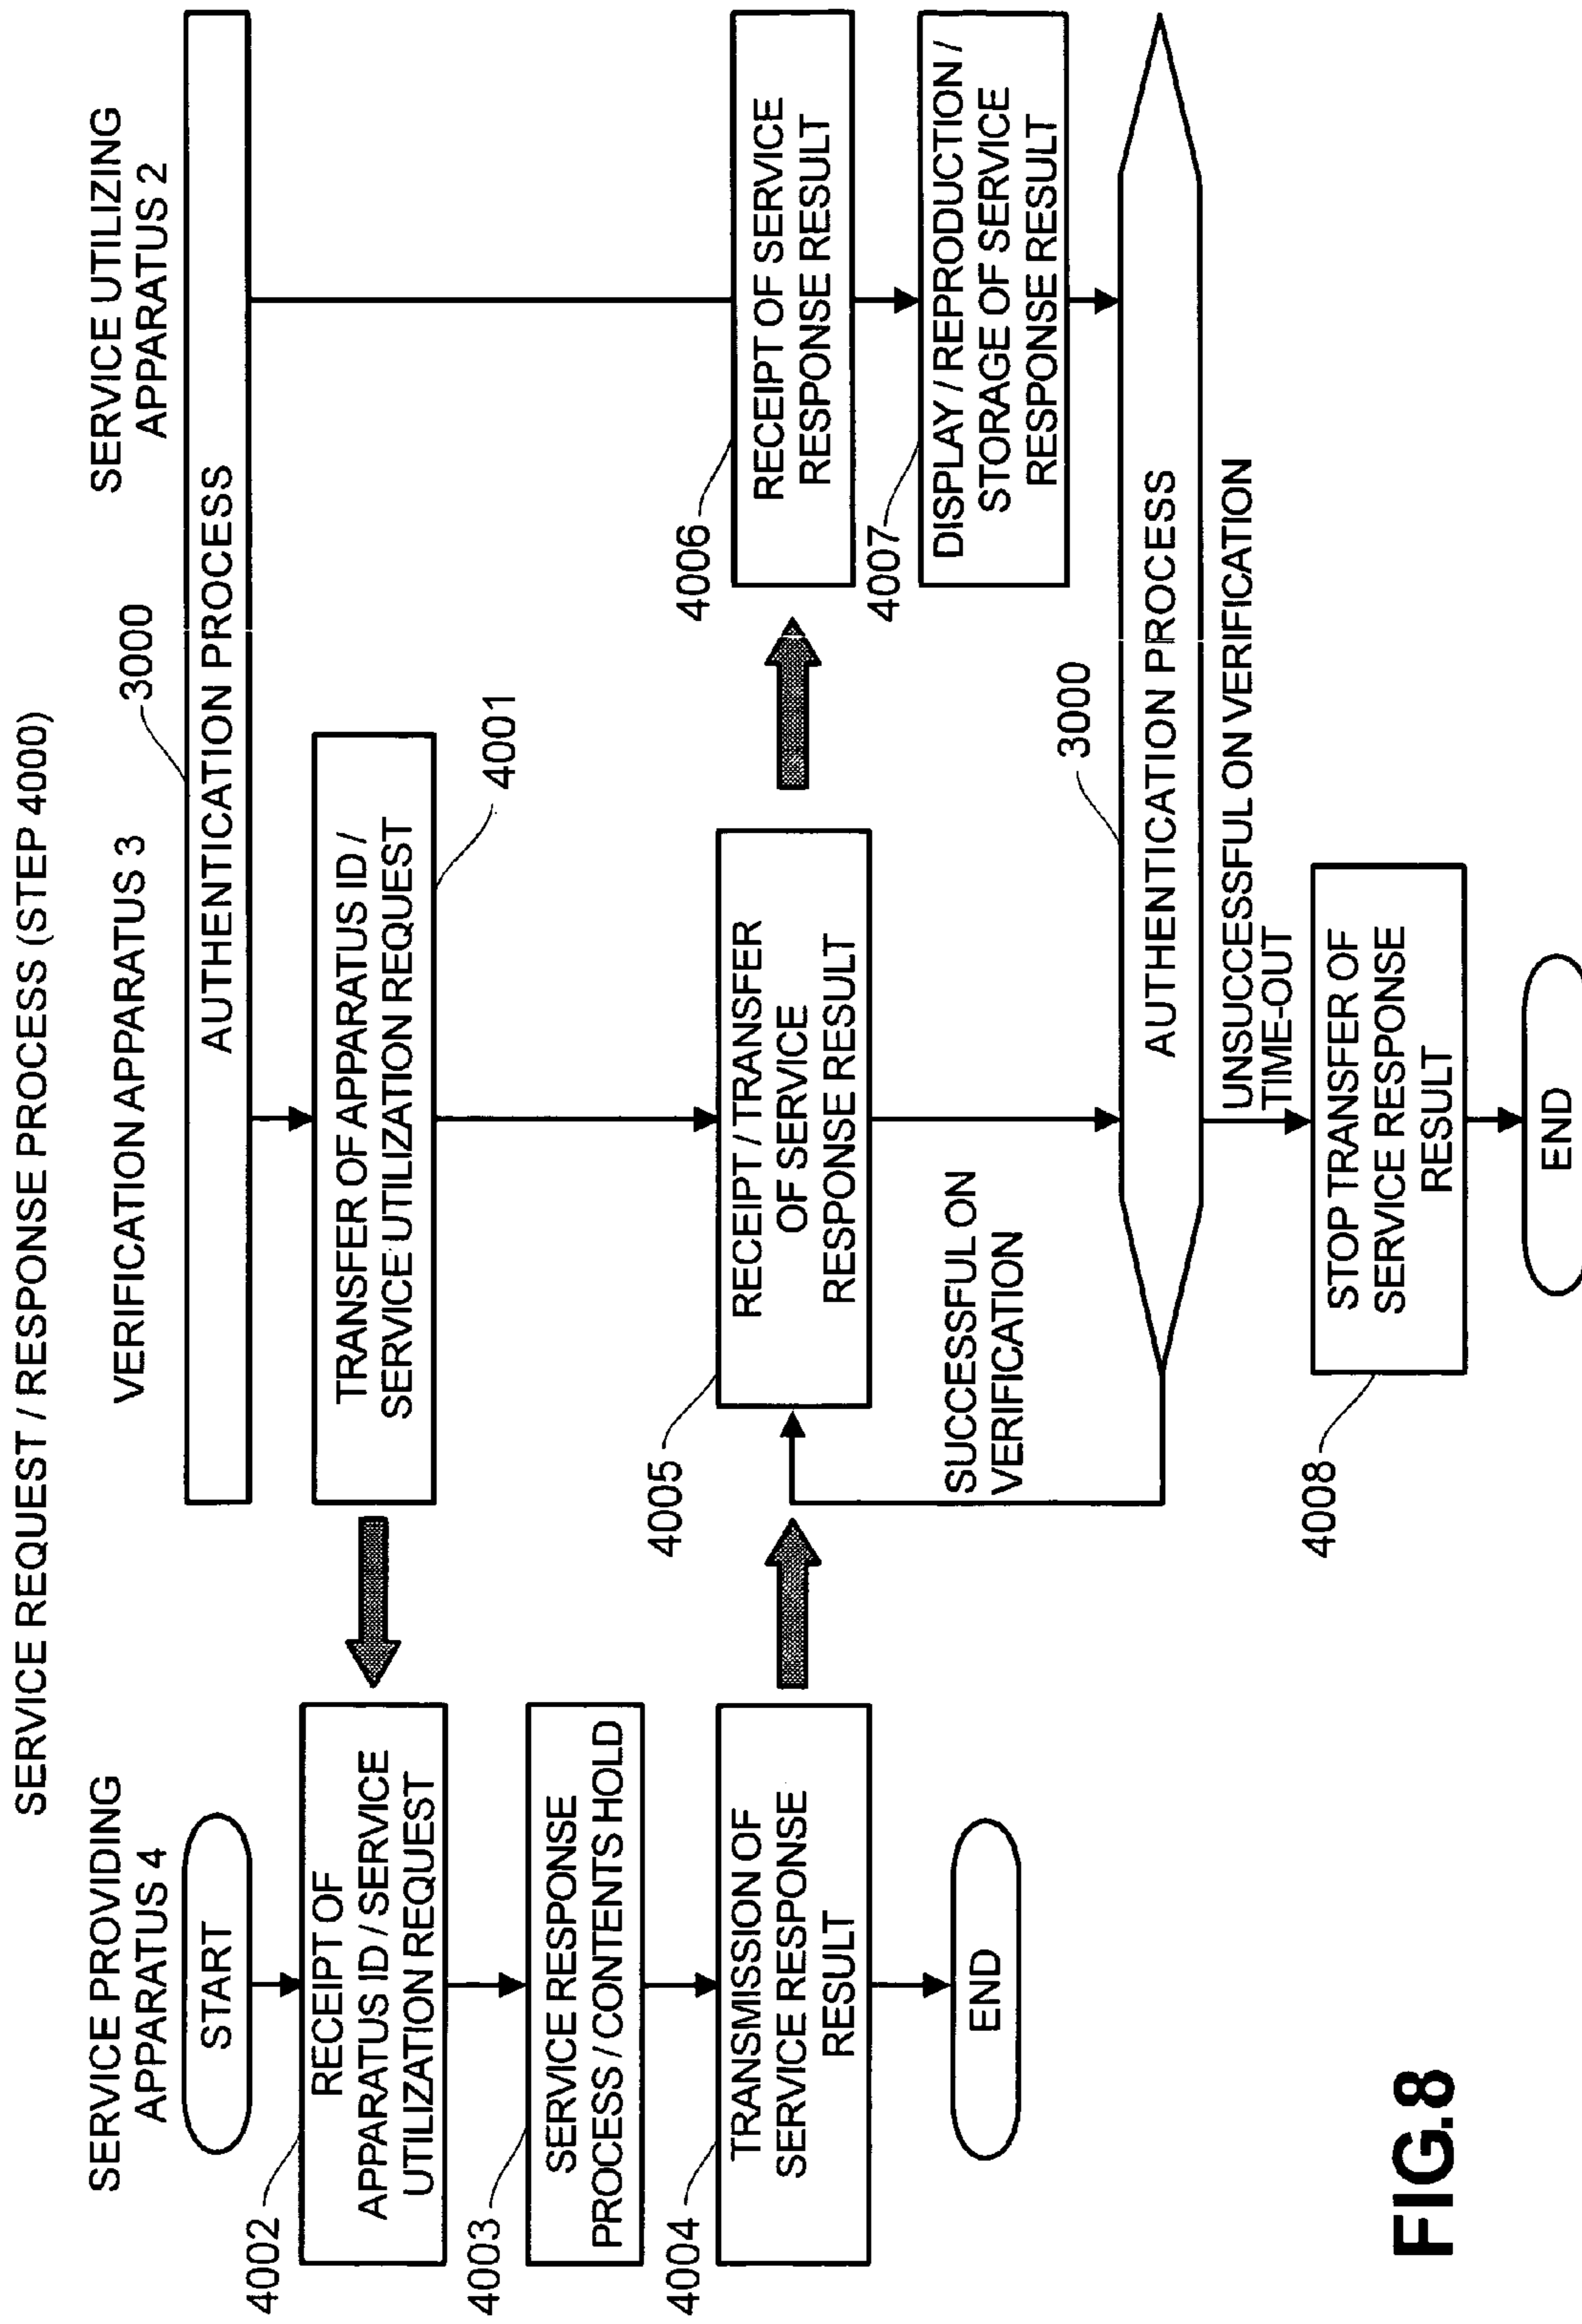 SERVICE REQUEST / RESPONSE PROCESS (STEP 4000)
SERVICE PROVIDING
APPARATUS 4
VERIFICATION APPARATUS 3
SERVICE UTILIZING
APPARATUS 2
START
3000
AUTHENTICATION PROCESS
4002
RECEIPT OF
APPARATUS ID / SERVICE
UTILIZATION REQUEST
TRANSFER OF APPARATUS ID /
SERVICE UTILIZATION REQUEST
4001
4003
SERVICE RESPONSE
PROCESS / CONTENTS HOLD
4004
TRANSMISSION OF
SERVICE RESPONSE
RESULT
4005
RECEIPT / TRANSFER
OF SERVICE
RESPONSE RESULT
4006
RECEIPT OF SERVICE
RESPONSE RESULT
4007
DISPLAY / REPRODUCTION /
STORAGE OF SERVICE
RESPONSE RESULT
END
SUCCESSFUL ON
VERIFICATION
3000
AUTHENTICATION PROCESS
UNSUCCESSFUL ON VERIFICATION
TIME-OUT
4008
STOP TRANSFER OF
SERVICE RESPONSE
RESULT
END
FIG.8